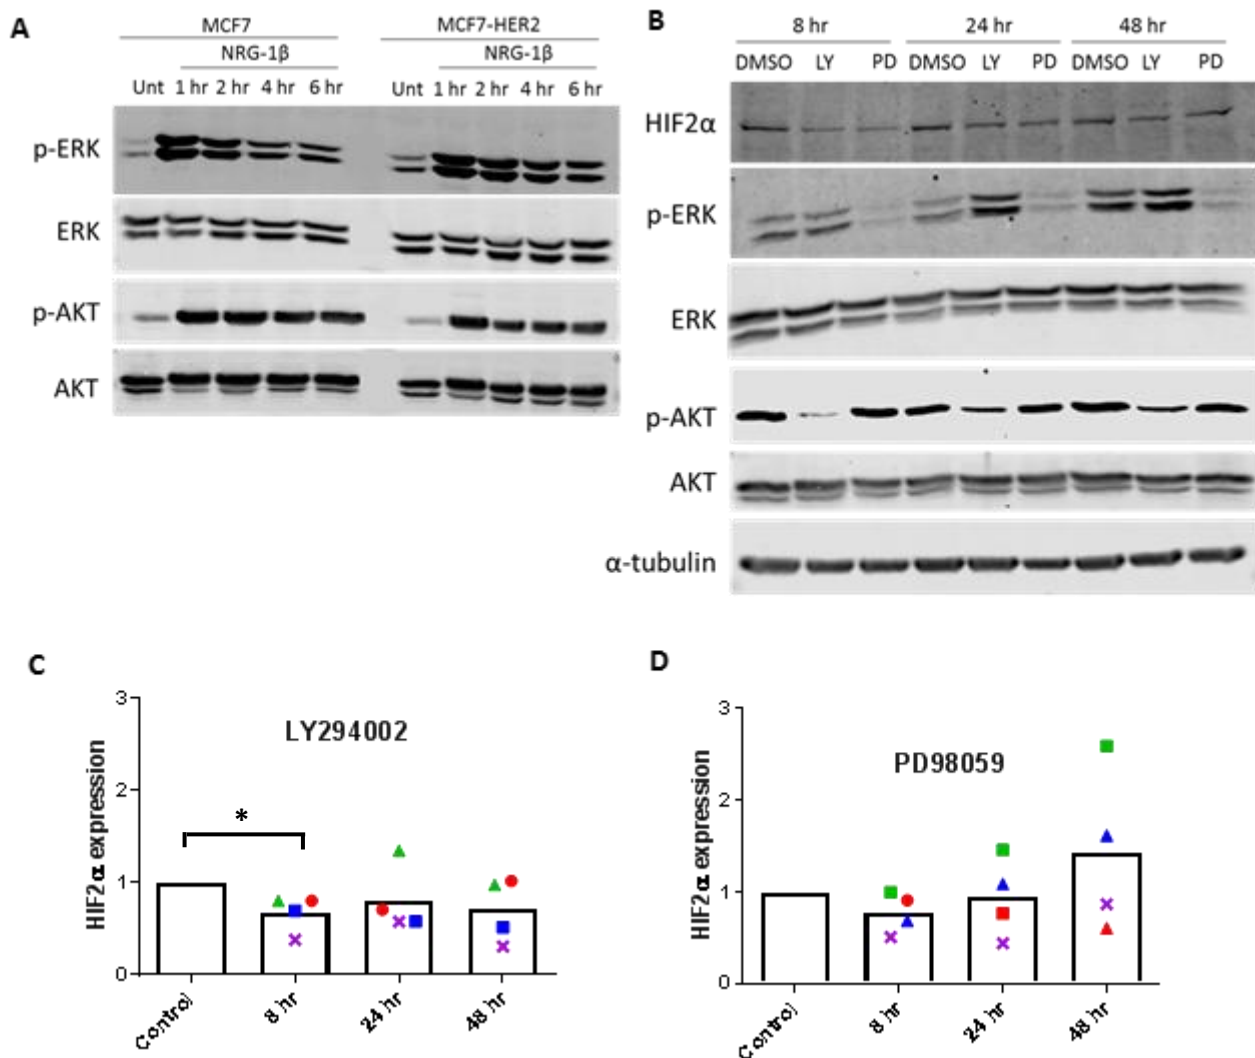 A
MCF7
MCF7-HER2
NRG-1β
NRG-1β
Unt 1 hr 2 hr 4 hr 6 hr
Unt 1 hr 2 hr 4 hr 6 hr
p-ERK
ERK
p-AKT
AKT
B
8 hr
24 hr
48 hr
DMSO LY PD DMSO LY PD DMSO LY PD
HIF2α
p-ERK
ERK
p-AKT
AKT
α-tubulin
C
LY294002
HIF2α expression
3
2
1
0
*
Control
8 hr
24 hr
48 hr
D
PD98059
HIF2α expression
3
2
1
0
Control
8 hr
24 hr
48 hr